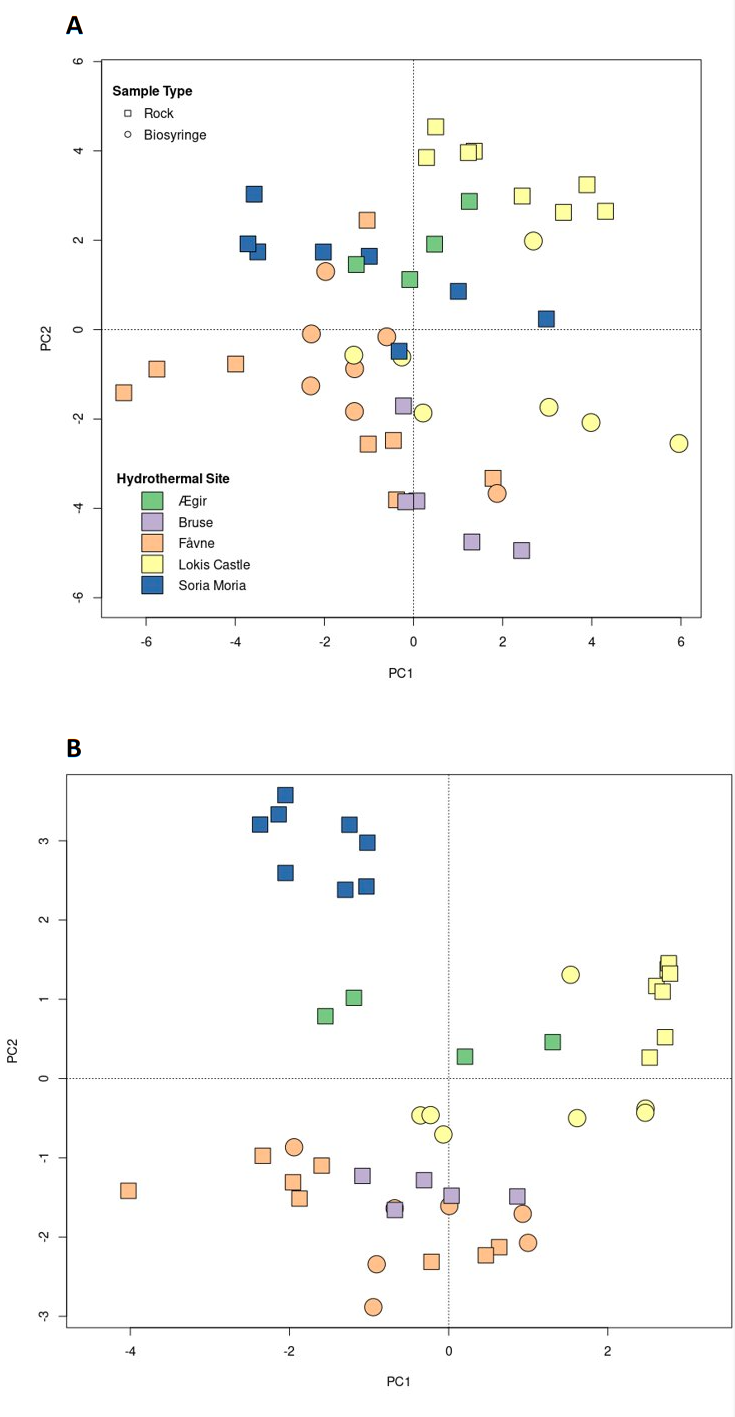 A
Sample Type
Rock
Biosyringe
Hydrothermal Site
Ægir
Bruse
Fåvne
Lokis Castle
Soria Moria
6
4
2
0
-2
-4
-6
PC2
-6 -4 -2 0 2 4 6
PC1
B
3
2
1
0
-1
-2
-3
PC2
-4 -2 0 2
PC1